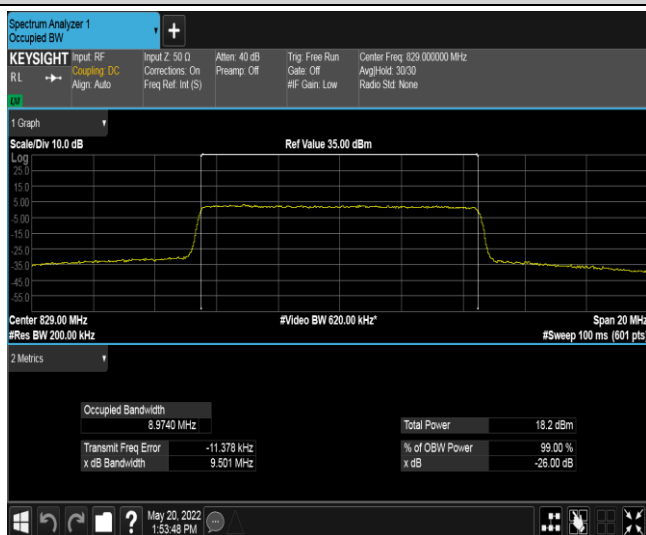 Spectrum Analyzer 1
Occupied BW
KEYSIGHT
RL
Input: RF
Coupling: DC
Align: Auto
Input Z: 50 Ω
Corrections: On
Freq Ref: Int (S)
Atten: 40 dB
Preamp: Off
Trig: Free Run
Gate: Off
#IF Gain: Low
Center Freq: 829.000000 MHz
Avg|Hold: 30/30
Radio Std: None
1 Graph
Scale/Div 10.0 dB
Ref Value 35.00 dBm
Log
25.0
15.0
5.00
-5.00
-15.0
-25.0
-35.0
-45.0
-55.0
Center 829.00 MHz
#Video BW 620.00 kHz*
Span 20 MHz
#Res BW 200.00 kHz
#Sweep 100 ms (601 pts)
2 Metrics
Occupied Bandwidth
8.9740 MHz
Total Power 18.2 dBm
Transmit Freq Error -11.378 kHz
% of OBW Power 99.00 %
x dB Bandwidth 9.501 MHz
x dB -26.00 dB
?
May 20, 2022
1:53:48 PM